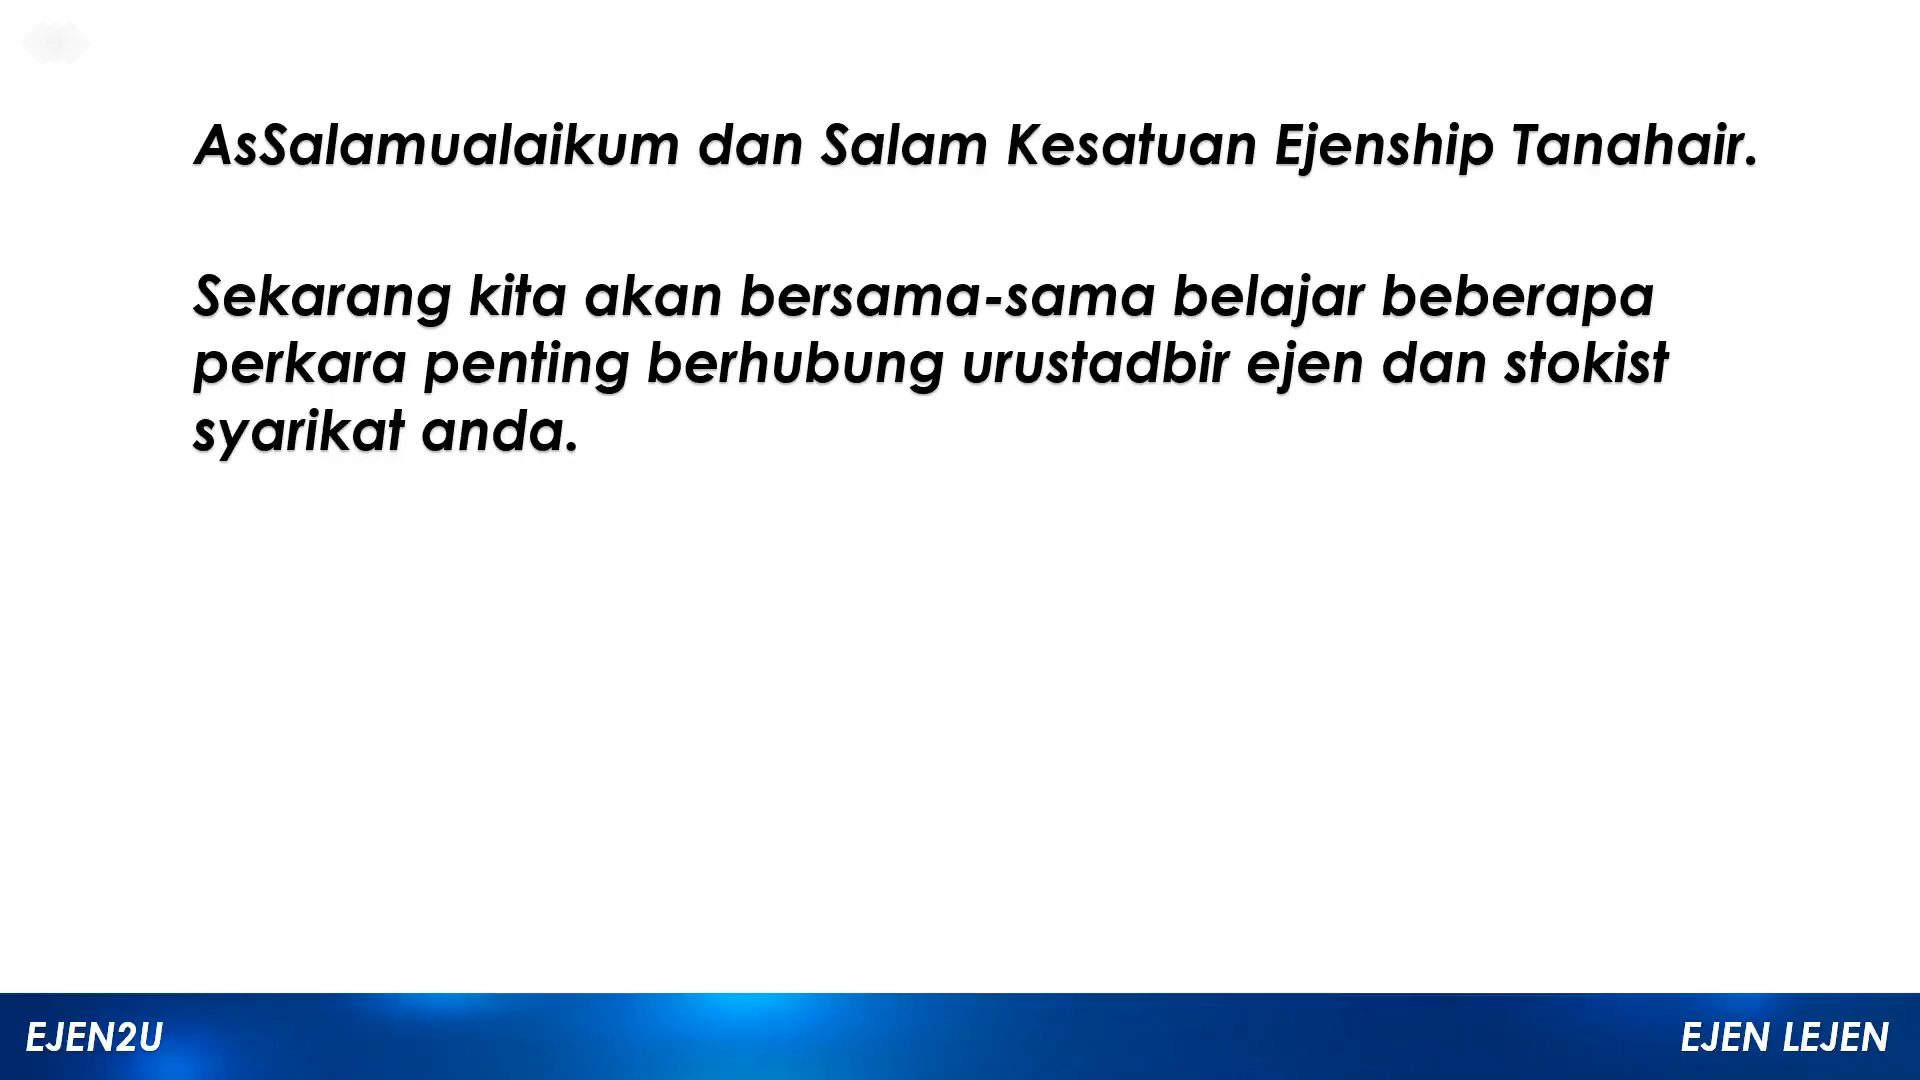 AsSalamualaikum dan Salam Kesatuan Ejenship Tanahair.
Sekarang kita akan bersama-sama belajar beberapa
perkara penting berhubung urustadbir ejen dan stokist
syarikat anda.
EJEN2U
EJEN LEJEN